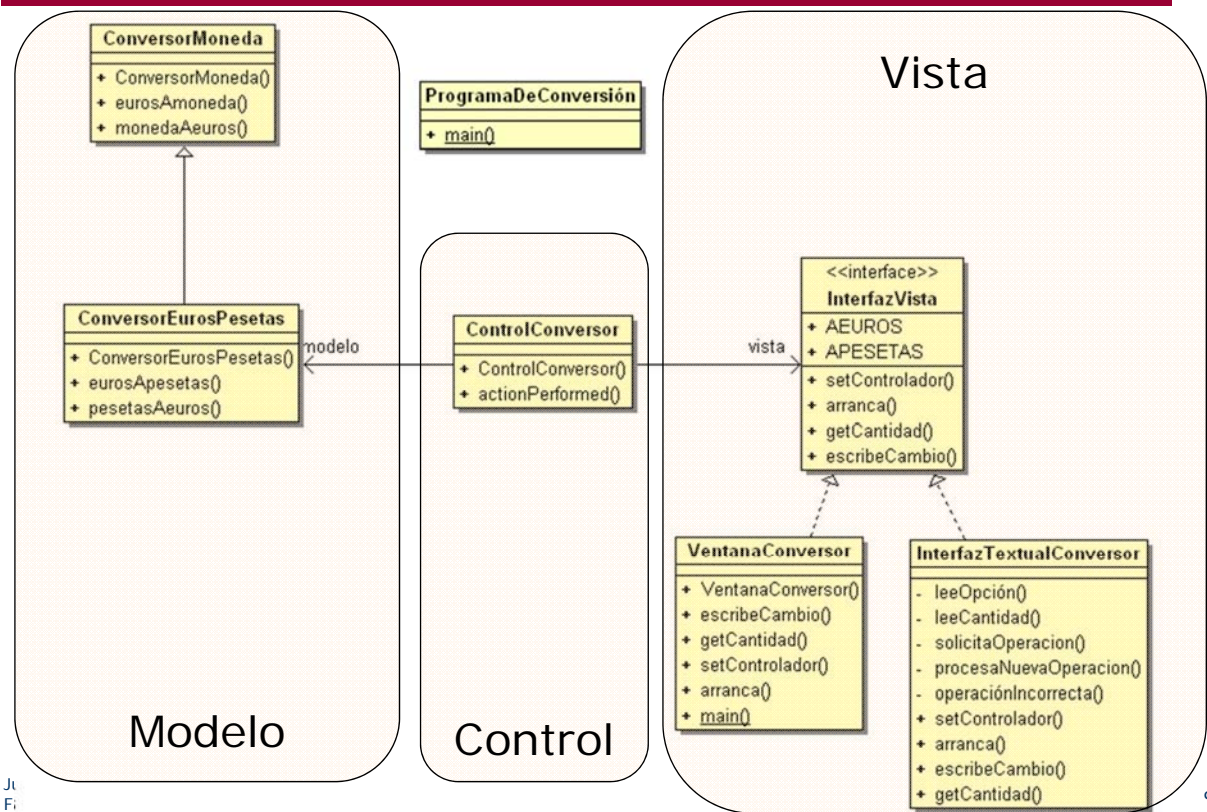 ConversorMoneda
+ ConversorMoneda()
+ eurosAmoneda()
+ monedaAeuros()
ProgramaDeConversión
+ main()
Vista
ConversorEurosPesetas
+ ConversorEurosPesetas()
+ eurosApesetas()
+ pesetasAeuros()
modelo
ControlConversor
+ ControlConversor()
+ actionPerformed()
vista
<<interface>>
InterfazVista
+ AEUROS
+ APESETAS
+ setControlador()
+ arranca()
+ getCantidad()
+ escribeCambio()
VentanaConversor
+ VentanaConversor()
+ escribeCambio()
+ getCantidad()
+ setControlador()
+ arranca()
+ main()
InterfazTextualConversor
- leeOpción()
- leeCantidad()
- solicitaOperacion()
- procesaNuevaOperacion()
- operaciónIncorrecta()
+ setControlador()
+ arranca()
+ escribeCambio()
+ getCantidad()
Modelo
Control